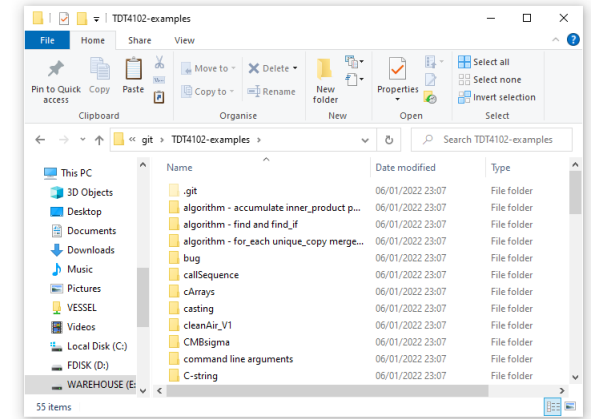 TDT4102-examples
File Home Share View
Pin to Quick access Copy Paste
Move to Copy to Delete Rename
New folder
Properties
Select all
Select none
Invert selection
Clipboard Organise New Open Select
« git › TDT4102-examples › Search TDT4102-examples
Name Date modified Type
.git 06/01/2022 23:07 File folder
algorithm - accumulate inner_product p... 06/01/2022 23:07 File folder
algorithm - find and find_if 06/01/2022 23:07 File folder
algorithm - for_each unique_copy merge... 06/01/2022 23:07 File folder
bug 06/01/2022 23:07 File folder
callSequence 06/01/2022 23:07 File folder
cArrays 06/01/2022 23:07 File folder
casting 06/01/2022 23:07 File folder
cleanAir_V1 06/01/2022 23:07 File folder
CMBsigma 06/01/2022 23:07 File folder
command line arguments 06/01/2022 23:07 File folder
C-string 06/01/2022 23:07 File folder
This PC
3D Objects
Desktop
Documents
Downloads
Music
Pictures
VESSEL
Videos
Local Disk (C:)
FDISK (D:)
WAREHOUSE (E:
55 items